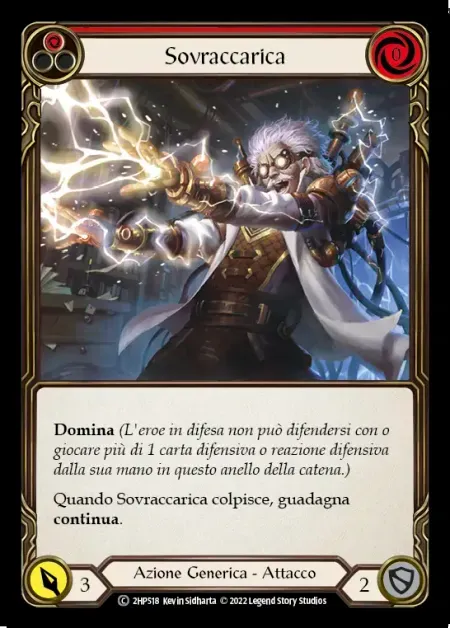 Sovraccarica
0
Domina (L'eroe in difesa non può difendersi con o
giocare più di 1 carta difensiva o reazione difensiva
dalla sua mano in questo anello della catena.)
Quando Sovraccarica colpisce, guadagna
continua.
3
Azione Generica - Attacco
2
C 2HPS18 Kevin Sidharta © 2022 Legend Story Studios